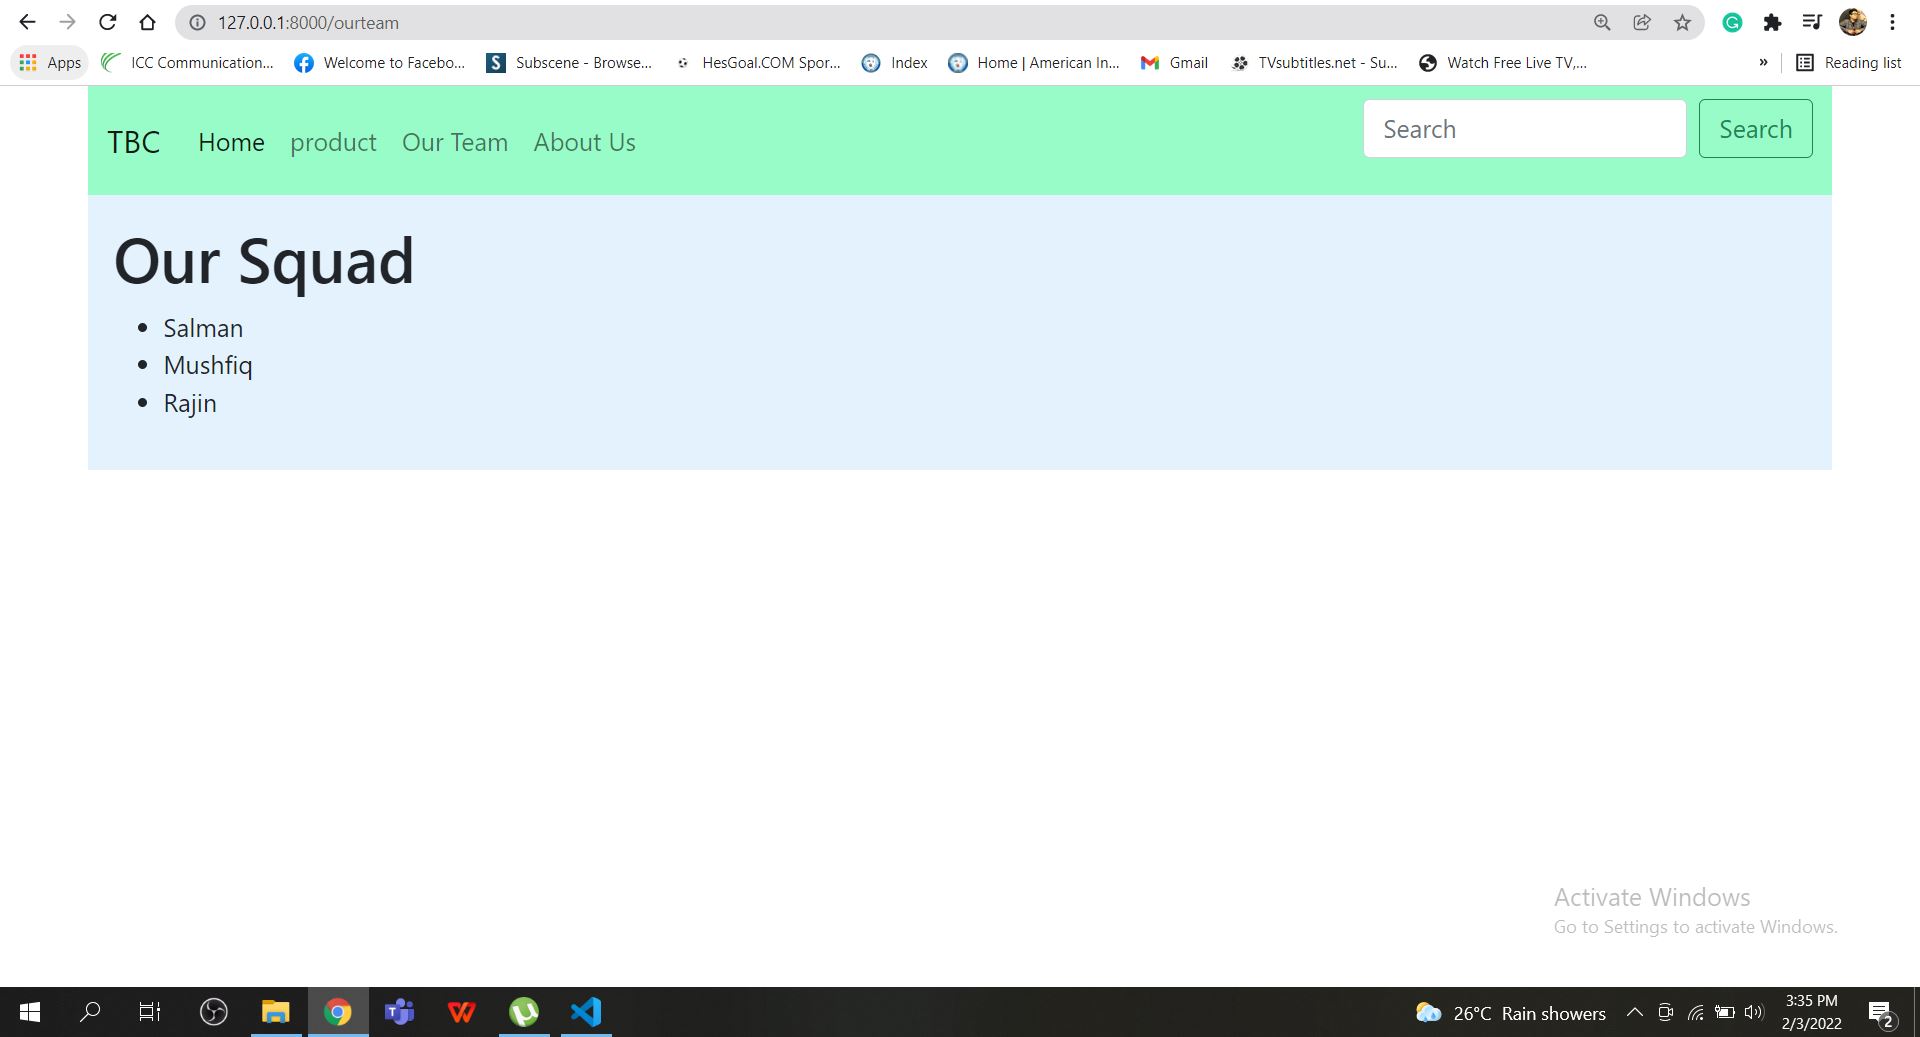 127.0.0.1:8000/ourteam
Apps ICC Communication... Welcome to Facebo... S Subscene - Browse... HesGoal.COM Spor... Index Home | American In... Gmail TVsubtitles.net - Su... Watch Free Live TV,... » Reading list
TBC Home product Our Team About Us Search Search
Our Squad
• Salman
• Mushfiq
• Rajin
Activate Windows
Go to Settings to activate Windows.
26°C Rain showers 3:35 PM
2/3/2022 2